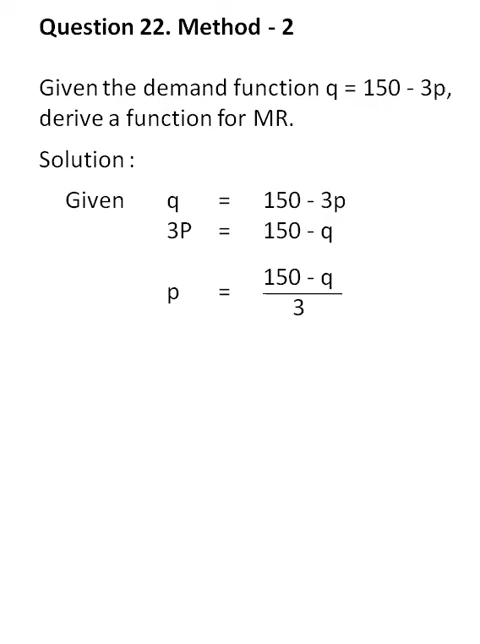 Question 22. Method - 2
Given the demand function q = 150 - 3p,
derive a function for MR.
Solution :
Given q = 150 - 3p
3P = 150 - q
p = 150 - q
3